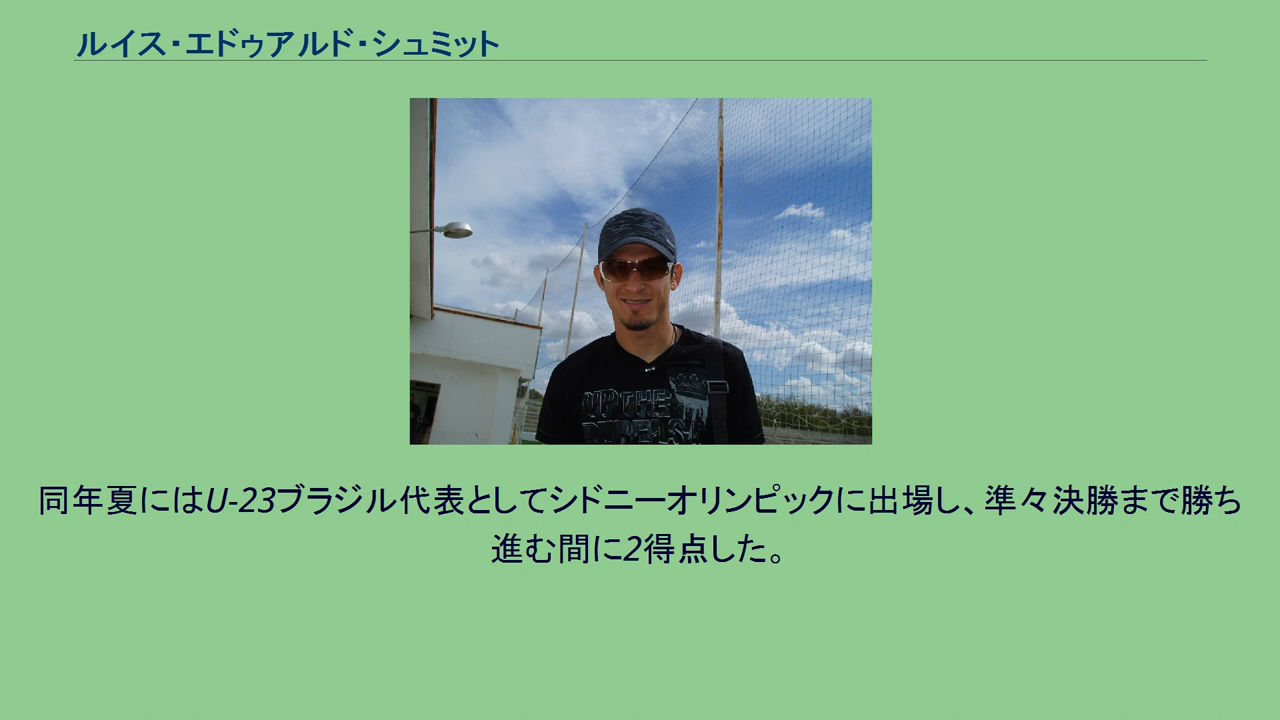 ルイス・エドゥアルド・シュミット
UP THE
REBELS
同年夏にはU-23ブラジル代表としてシドニーオリンピックに出場し、準々決勝まで勝ち
進む間に2得点した。